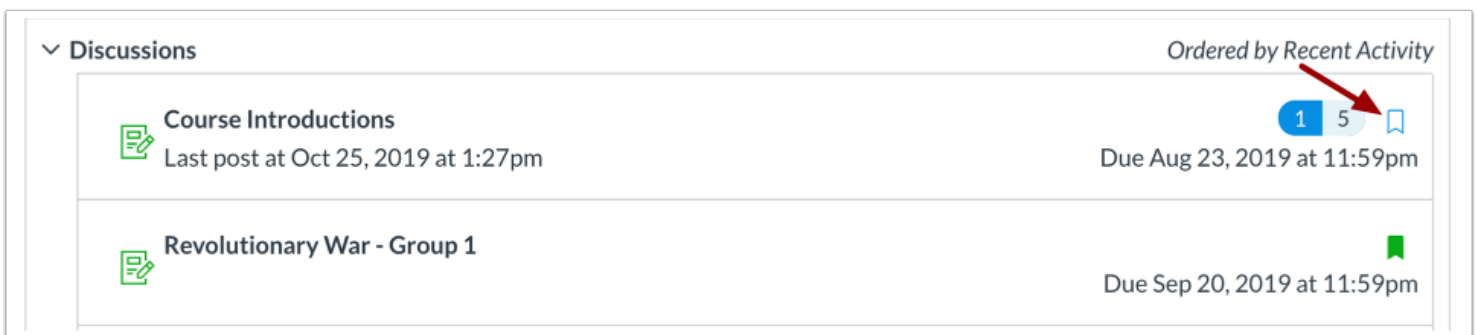 Discussions
Ordered by Recent Activity
Course Introductions
1 5
Last post at Oct 25, 2019 at 1:27pm
Due Aug 23, 2019 at 11:59pm
Revolutionary War - Group 1
Due Sep 20, 2019 at 11:59pm